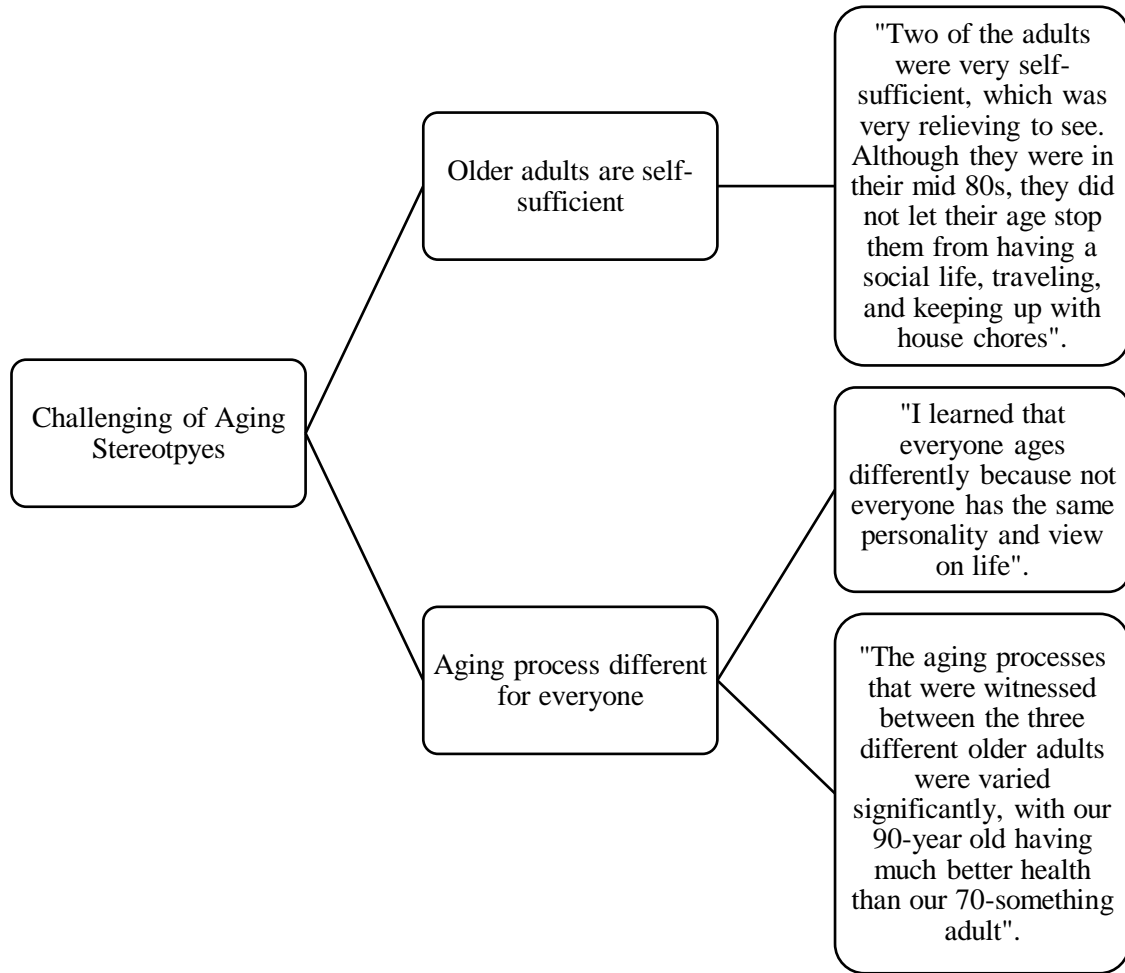 "Two of the adults
were very self-
sufficient, which was
very relieving to see.
Although they were in
their mid 80s, they did
not let their age stop
them from having a
social life, traveling,
and keeping up with
house chores".
Older adults are self-
sufficient
Challenging of Aging
Stereotpyes
"I learned that
everyone ages
differently because not
everyone has the same
personality and view
on life".
Aging process different
for everyone
"The aging processes
that were witnessed
between the three
different older adults
were varied
significantly, with our
90-year old having
much better health
than our 70-something
adult".